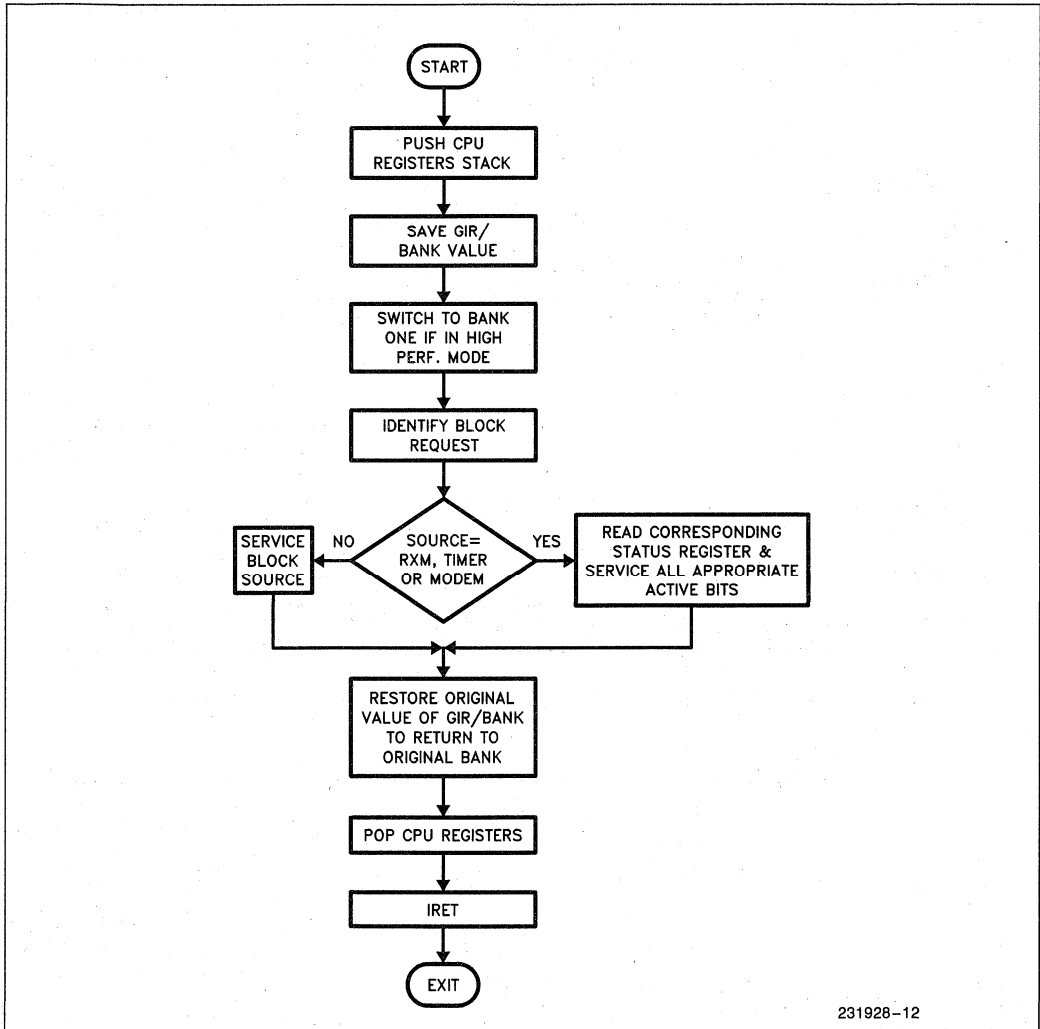 START
PUSH CPU
REGISTERS STACK
SAVE GIR/
BANK VALUE
SWITCH TO BANK
ONE IF IN HIGH
PERF. MODE
IDENTIFY BLOCK
REQUEST
SERVICE
BLOCK
SOURCE
NO
SOURCE=
RXM, TIMER
OR MODEM
YES
READ CORRESPONDING
STATUS REGISTER &
SERVICE ALL APPROPRIATE
ACTIVE BITS
RESTORE ORIGINAL
VALUE OF GIR/BANK
TO RETURN TO
ORIGINAL BANK
POP CPU REGISTERS
IRET
EXIT
231928-12